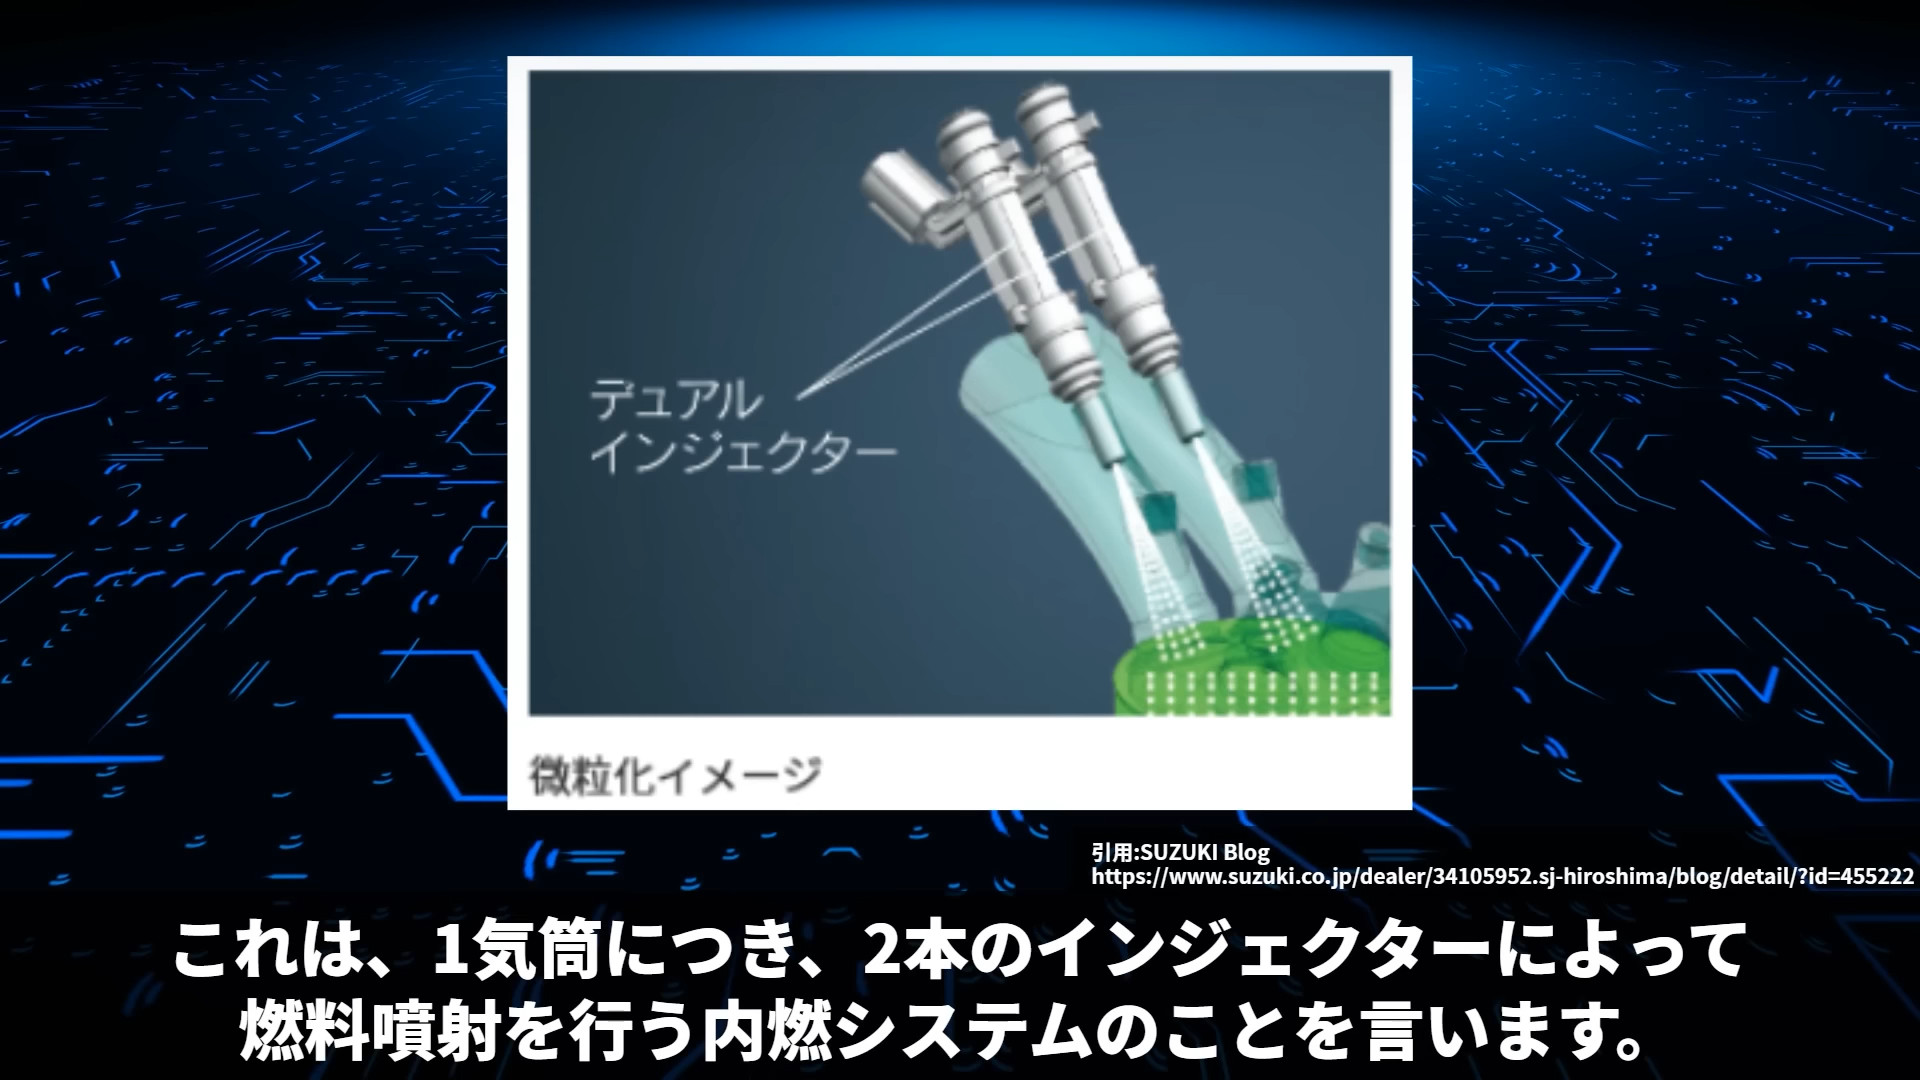 デュアル
インジェクター
微粒化イメージ
引用:SUZUKI Blog
https://www.suzuki.co.jp/dealer/34105952.sj-hiroshima/blog/detail/?id=455222
これは、1気筒につき、2本のインジェクターによって
燃料噴射を行う内燃システムのことを言います。